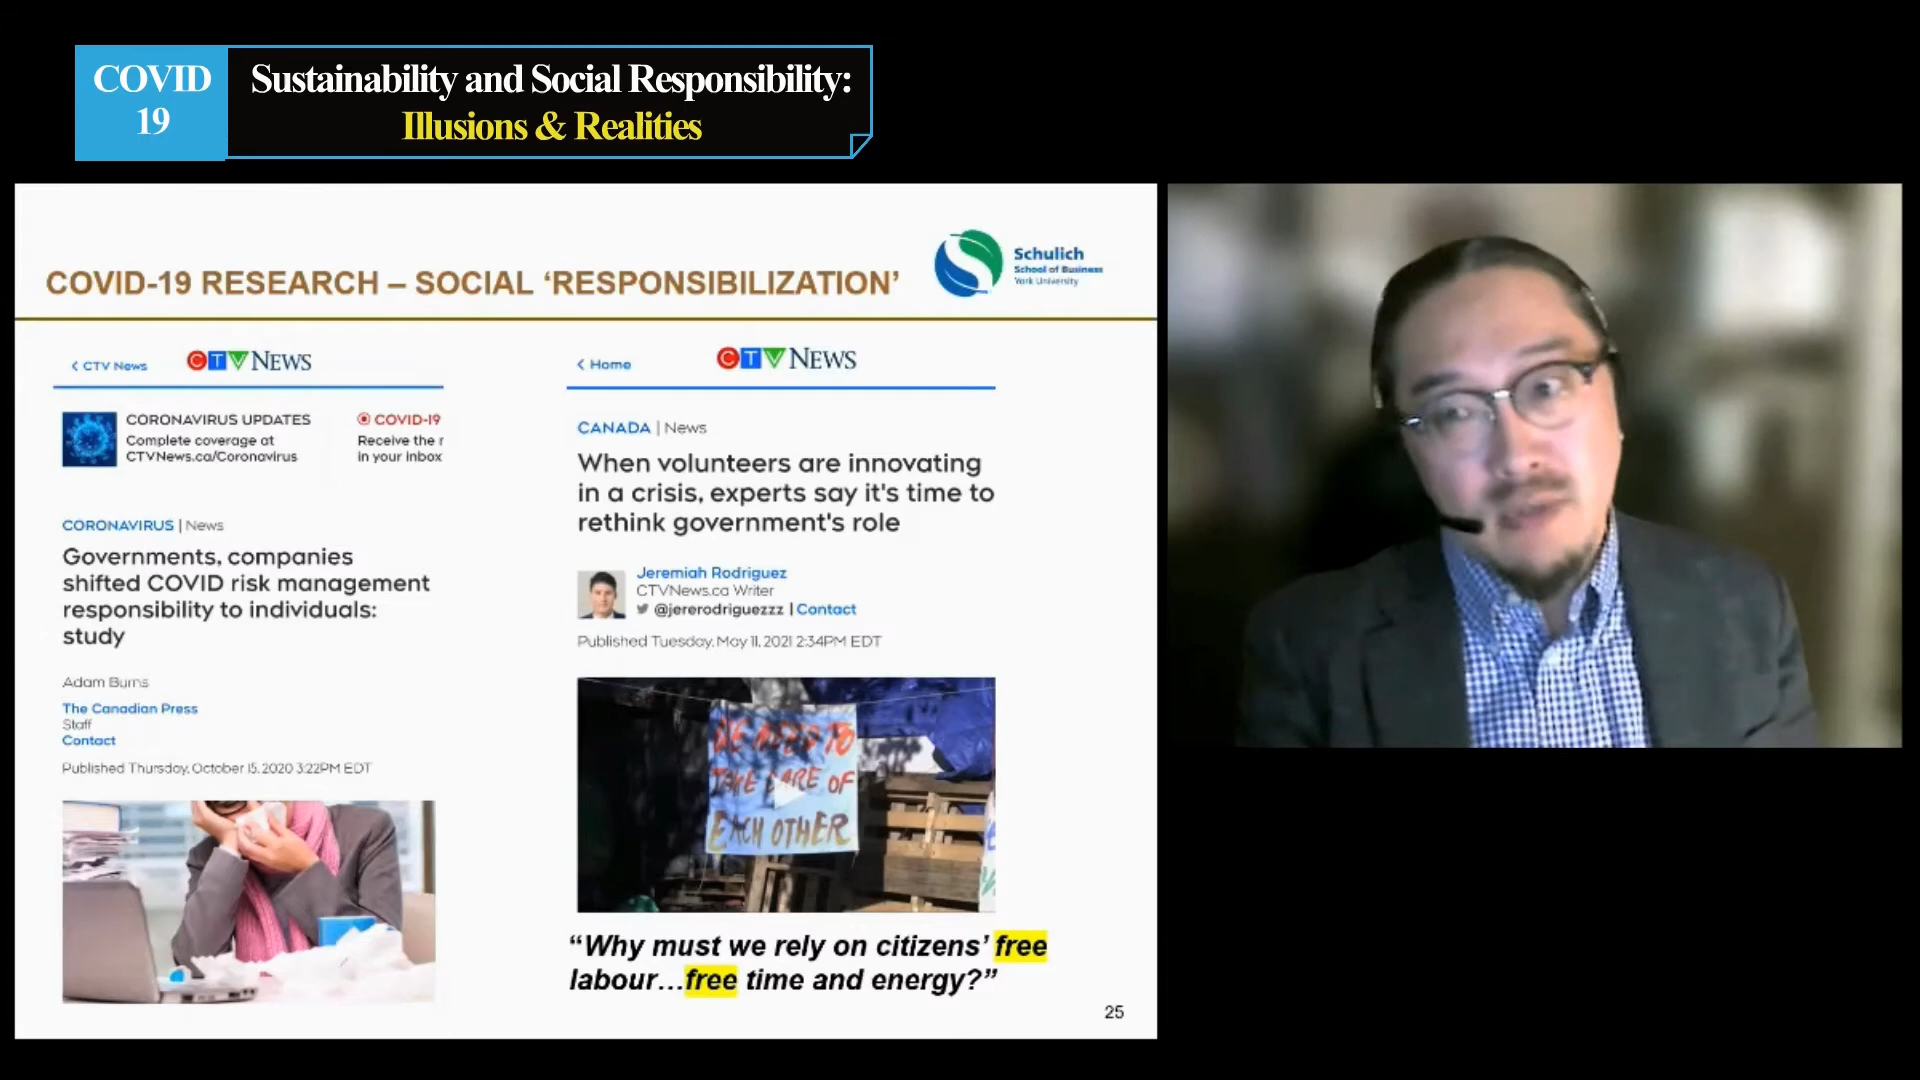 COVID
19
Sustainability and Social Responsibility:
Illusions & Realities
COVID-19 RESEARCH – SOCIAL ‘RESPONSIBILIZATION’
Schulich
School of Business
York University
< CTV News
CTV NEWS
CORONAVIRUS UPDATES
Complete coverage at
CTVNews.ca/Coronavirus
COVID-19
Receive the r
in your inbox
CORONAVIRUS | News
Governments, companies
shifted COVID risk management
responsibility to individuals:
study
Adam Burns
The Canadian Press
Staff
Contact
Published Thursday, October 15, 2020 3:22PM EDT
< Home
CTV NEWS
CANADA | News
When volunteers are innovating
in a crisis, experts say it's time to
rethink government's role
Jeremiah Rodriguez
CTVNews.ca Writer
@jererodriguezzz | Contact
Published Tuesday, May 11, 2021 2:34PM EDT
WE NEED TO
TAKE CARE OF
EACH OTHER
“Why must we rely on citizens’ free
labour…free time and energy?”
25